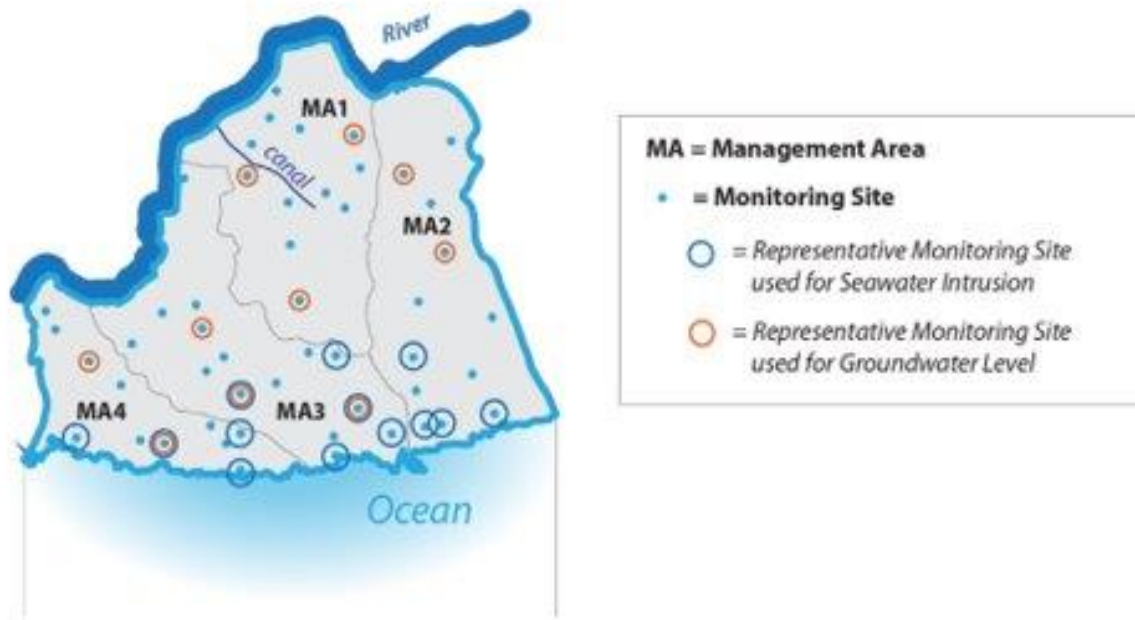 River
MA1
canal
MA2
MA4
MA3
Ocean
MA = Management Area
= Monitoring Site
= Representative Monitoring Site
used for Seawater Intrusion
= Representative Monitoring Site
used for Groundwater Level